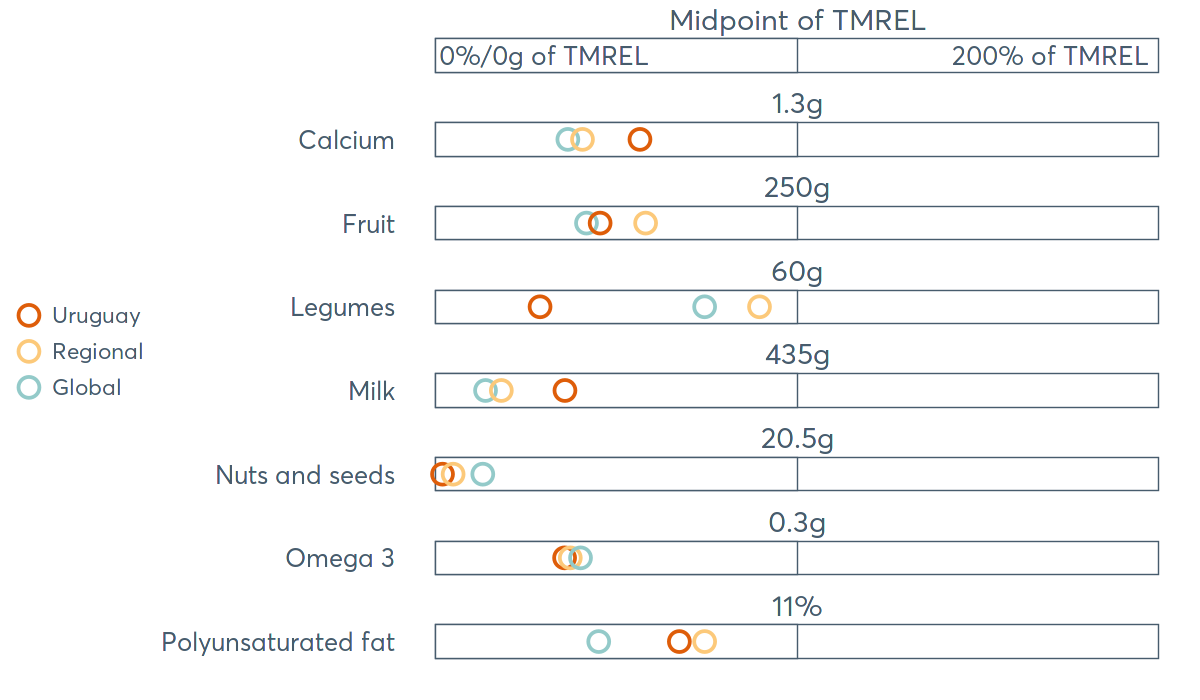 Midpoint of TMREL
0%/0g of TMREL
200% of TMREL
1.3g
Calcium
250g
Fruit
60g
Legumes
435g
Milk
20.5g
Nuts and seeds
0.3g
Omega 3
11%
Polyunsaturated fat
Uruguay
Regional
Global